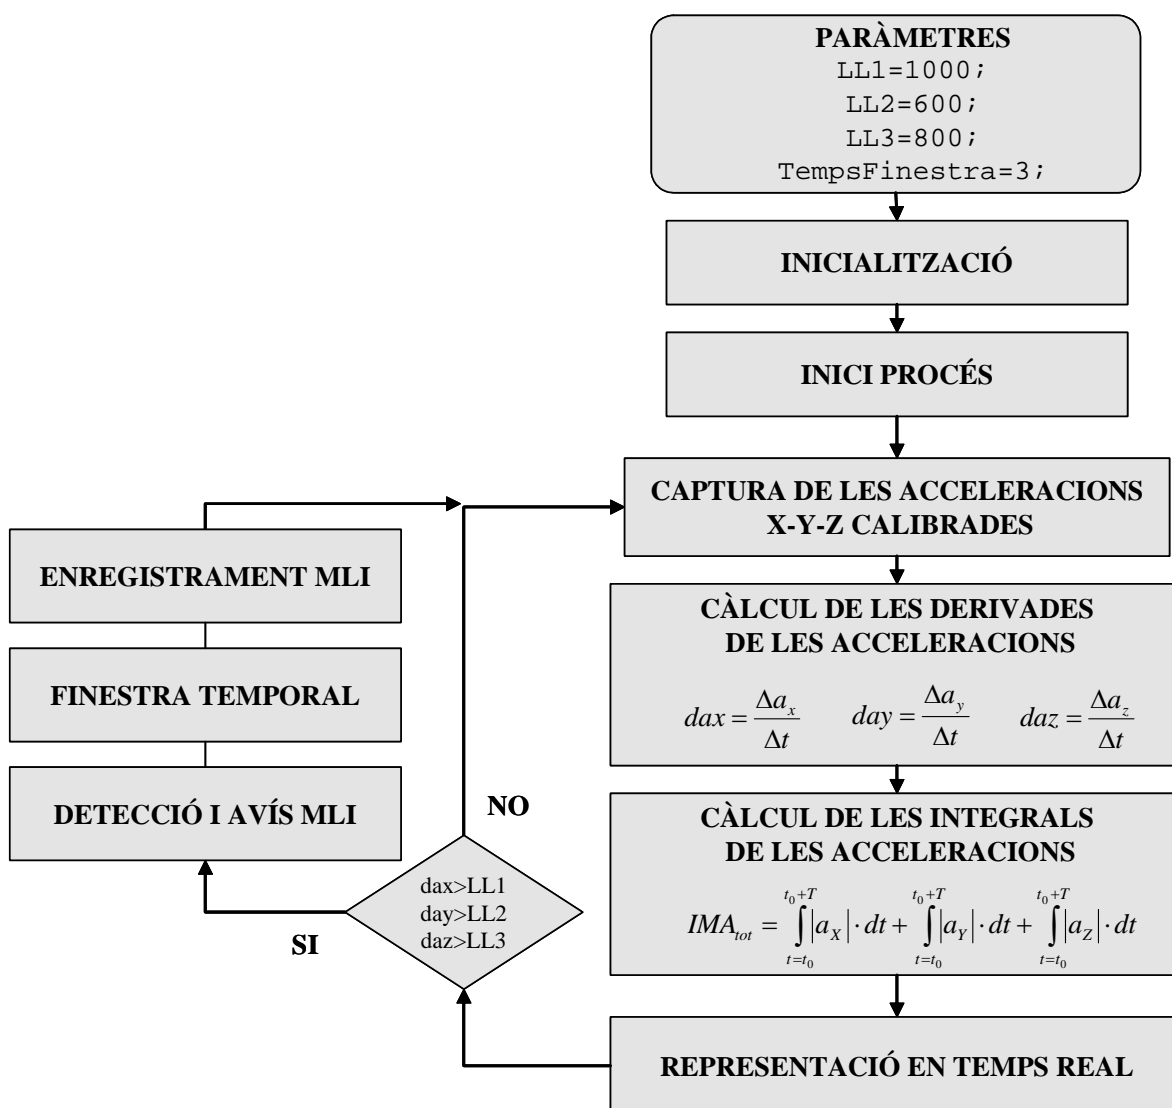 PARÀMETRES
LL1=1000;
LL2=600;
LL3=800;
TempsFinestra=3;
INICIALITZACIÓ
INICI PROCÉS
CAPTURA DE LES ACCELERACIONS
X-Y-Z CALIBRADES
CÀLCUL DE LES DERIVADES
DE LES ACCELERACIONS
dax = Δa_x/Δt day = Δa_y/Δt daz = Δa_z/Δt
CÀLCUL DE LES INTEGRALS
DE LES ACCELERACIONS
IMA_tot = ∫_{t=t_0}^{t_0+T} |a_X| · dt + ∫_{t=t_0}^{t_0+T} |a_Y| · dt + ∫_{t=t_0}^{t_0+T} |a_Z| · dt
REPRESENTACIÓ EN TEMPS REAL
dax>LL1
day>LL2
daz>LL3
NO
SI
DETECCIÓ I AVÍS MLI
FINESTRA TEMPORAL
ENREGISTRAMENT MLI